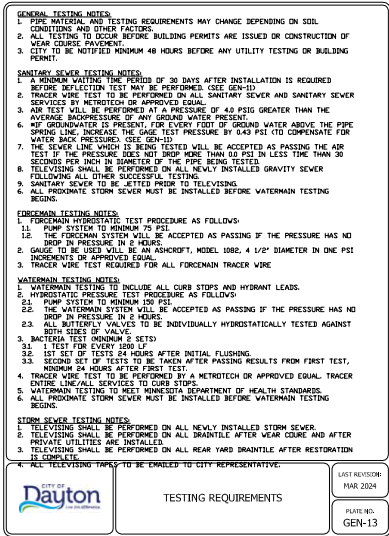 GENERAL TESTING NOTES:
1. PIPE MATERIAL AND TESTING REQUIREMENTS MAY CHANGE DEPENDING ON SOIL
CONDITIONS AND OTHER FACTORS.
2. ALL TESTING TO OCCUR BEFORE BUILDING PERMITS ARE ISSUED OR CONSTRUCTION OF
WEAR COURSE PAVEMENT.
3. CITY TO BE NOTIFIED MINIMUM 48 HOURS BEFORE ANY UTILITY TESTING OR BUILDING
PERMIT.
SANITARY SEWER TESTING NOTES:
1. A MINIMUM WAITING TIME PERIOD OF 30 DAYS AFTER INSTALLATION IS REQUIRED
BEFORE DEFLECTION TEST MAY BE PERFORMED. (SEE GEN-11)
2. TRACER WIRE TEST TO BE PERFORMED ON ALL SANITARY SEWER AND SANITARY SEWER
SERVICES BY METROTECH OR APPROVED EQUAL.
3. AIR TEST WILL BE PERFORMED AT A PRESSURE OF 4.0 PSIG GREATER THAN THE
AVERAGE BACKPRESSURE OF ANY GROUND WATER PRESENT.
6. *IF GROUNDWATER IS PRESENT, FOR EVERY FOOT OF GROUND WATER ABOVE THE PIPE
SPRING LINE, INCREASE THE GAGE TEST PRESSURE BY 0.43 PSI (TO COMPENSATE FOR
WATER BACK PRESSURE). (SEE GEN-11)
7. THE SEWER LINE WHICH IS BEING TESTED WILL BE ACCEPTED AS PASSING THE AIR
TEST IF THE PRESSURE DOES NOT DROP MORE THAN 0.0 PSI IN LESS TIME THAN 30
SECONDS PER INCH IN DIAMETER OF THE PIPE BEING TESTED.
8. TELEVISING SHALL BE PERFORMED ON ALL NEWLY INSTALLED GRAVITY SEWER
FOLLOWING ALL OTHER SUCCESSFUL TESTING.
9. SANITARY SEWER TO BE JETTED PRIOR TO TELEVISING.
6. ALL PROXIMATE STORM SEWER MUST BE INSTALLED BEFORE WATERMAIN TESTING
BEGINS.
FORCEMAIN TESTING NOTES:
1. FORCEMAIN HYDROSTATIC TEST PROCEDURE AS FOLLOWS:
1.1. PUMP SYSTEM TO MINIMUM 75 PSI.
1.2. THE FORCEMAN SYSTEM WILL BE ACCEPTED AS PASSING IF THE PRESSURE HAS NO
DROP IN PRESSURE IN 2 HOURS.
2. GAUGE TO BE USED WILL BE AN ASHCROFT, MODEL 1082, 4 1/2" DIAMETER IN ONE PSI
INCREMENTS OR APPROVED EQUAL.
3. TRACER WIRE TEST REQUIRED FOR ALL FORCEMAIN TRACER WIRE
WATERMAIN TESTING NOTES:
1. WATERMAIN TESTING TO INCLUDE ALL CURB STOPS AND HYDRANT LEADS.
2. HYDROSTATIC PRESSURE TEST PROCEDURE AS FOLLOWS:
2.1. PUMP SYSTEM TO MINIMUM 150 PSI.
2.2. THE WATERMAIN SYSTEM WILL BE ACCEPTED AS PASSING IF THE PRESSURE HAS NO
DROP IN PRESSURE IN 2 HOURS.
2.3. ALL BUTTERFLY VALVES TO BE INDIVIDUALLY HYDROSTATICALLY TESTED AGAINST
BOTH SIDES OF VALVE.
3. BACTERIA TEST (MINIMUM 2 SETS)
3.1. 1 TEST FOR EVERY 1200 LF
3.2. 1ST SET OF TESTS 24 HOURS AFTER INITIAL FLUSHING.
3.3. SECOND SET OF TESTS TO BE TAKEN AFTER PASSING RESULTS FROM FIRST TEST,
MINIMUM 24 HOURS AFTER FIRST TEST.
4. TRACER WIRE TEST TO BE PERFORMED BY A METROTECH OR APPROVED EQUAL. TRACER
ENTIRE LINE/ALL SERVICES TO CURB STOPS.
5. WATERMAIN TESTING TO MEET MINNESOTA DEPARTMENT OF HEALTH STANDARDS.
6. ALL PROXIMATE STORM SEWER MUST BE INSTALLED BEFORE WATERMAIN TESTING
BEGINS.
STORM SEWER TESTING NOTES:
1. TELEVISING SHALL BE PERFORMED ON ALL NEWLY INSTALLED STORM SEWER.
2. TELEVISING SHALL BE PERFORMED ON ALL DRAINTILE AFTER WEAR COURE AND AFTER
PRIVATE UTILITIES ARE INSTALLED.
3. TELEVISING SHALL BE PERFORMED ON ALL REAR YARD DRAINTILE AFTER RESTORATION
IS COMPLETE.
4. ALL TELEVISING TAPES TO BE EMAILED TO CITY REPRESENTATIVE.
CITY OF
Dayton
TESTING REQUIREMENTS
LAST REVISION:
MAR 2024
PLATE NO.
GEN-13